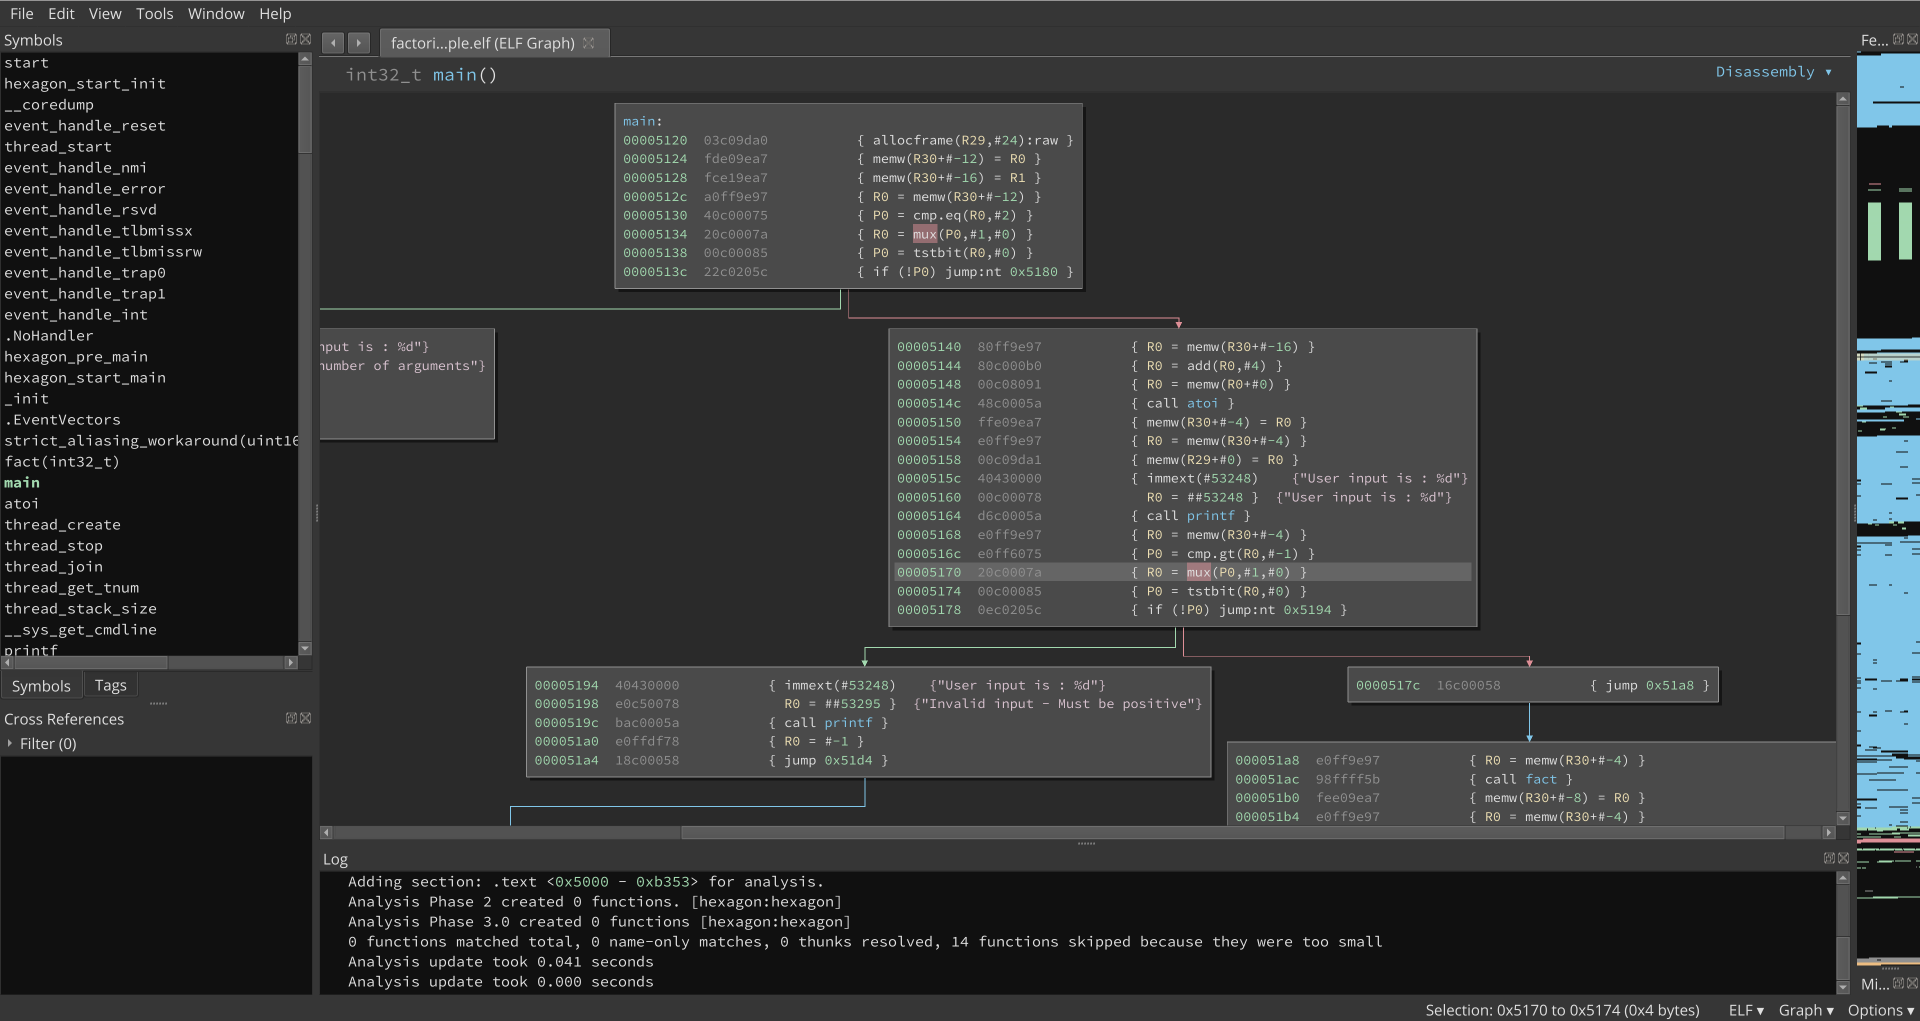 File Edit View Tools Window Help
Symbols
start
hexagon_start_init
__coredump
event_handle_reset
thread_start
event_handle_nmi
event_handle_error
event_handle_rsvd
event_handle_tlbmissx
event_handle_tlbmissrw
event_handle_trap0
event_handle_trap1
event_handle_int
.NoHandler
hexagon_pre_main
hexagon_start_main
_init
.EventVectors
strict_aliasing_workaround(uint16
fact(int32_t)
main
atoi
thread_create
thread_stop
thread_join
thread_get_tnum
thread_stack_size
__sys_get_cmdline
printf
Symbols Tags
Cross References
Filter (0)
factori...ple.elf (ELF Graph)
int32_t main()
Disassembly ▾
main:
00005120 03c09da0 { allocframe(R29,#24):raw }
00005124 fde09ea7 { memw(R30+#-12) = R0 }
00005128 fce19ea7 { memw(R30+#-16) = R1 }
0000512c a0ff9e97 { R0 = memw(R30+#-12) }
00005130 40c00075 { P0 = cmp.eq(R0,#2) }
00005134 20c0007a { R0 = mux(P0,#1,#0) }
00005138 00c00085 { P0 = tstbit(R0,#0) }
0000513c 22c0205c { if (!P0) jump:nt 0x5180 }
nput is : %d"}
number of arguments"}
00005140 80ff9e97 { R0 = memw(R30+#-16) }
00005144 80c000b0 { R0 = add(R0,#4) }
00005148 00c08091 { R0 = memw(R0+#0) }
0000514c 48c0005a { call atoi }
00005150 ffe09ea7 { memw(R30+#-4) = R0 }
00005154 e0ff9e97 { R0 = memw(R30+#-4) }
00005158 00c09da1 { memw(R29+#0) = R0 }
0000515c 40430000 { immext(#53248) {"User input is : %d"}
00005160 00c00078 R0 = ##53248 } {"User input is : %d"}
00005164 d6c0005a { call printf }
00005168 e0ff9e97 { R0 = memw(R30+#-4) }
0000516c e0ff6075 { P0 = cmp.gt(R0,#-1) }
00005170 20c0007a { R0 = mux(P0,#1,#0) }
00005174 00c00085 { P0 = tstbit(R0,#0) }
00005178 0ec0205c { if (!P0) jump:nt 0x5194 }
00005194 40430000 { immext(#53248) {"User input is : %d"}
00005198 e0c50078 R0 = ##53295 } {"Invalid input - Must be positive"}
0000519c bac0005a { call printf }
000051a0 e0ffdf78 { R0 = #-1 }
000051a4 18c00058 { jump 0x51d4 }
0000517c 16c00058 { jump 0x51a8 }
000051a8 e0ff9e97 { R0 = memw(R30+#-4) }
000051ac 98ffff5b { call fact }
000051b0 fee09ea7 { memw(R30+#-8) = R0 }
000051b4 e0ff9e97 { R0 = memw(R30+#-4) }
Log
Adding section: .text <0x5000 - 0xb353> for analysis.
Analysis Phase 2 created 0 functions. [hexagon:hexagon]
Analysis Phase 3.0 created 0 functions [hexagon:hexagon]
0 functions matched total, 0 name-only matches, 0 thunks resolved, 14 functions skipped because they were too small
Analysis update took 0.041 seconds
Analysis update took 0.000 seconds
Fe...
Mi...
Selection: 0x5170 to 0x5174 (0x4 bytes) ELF ▾ Graph ▾ Options ▾